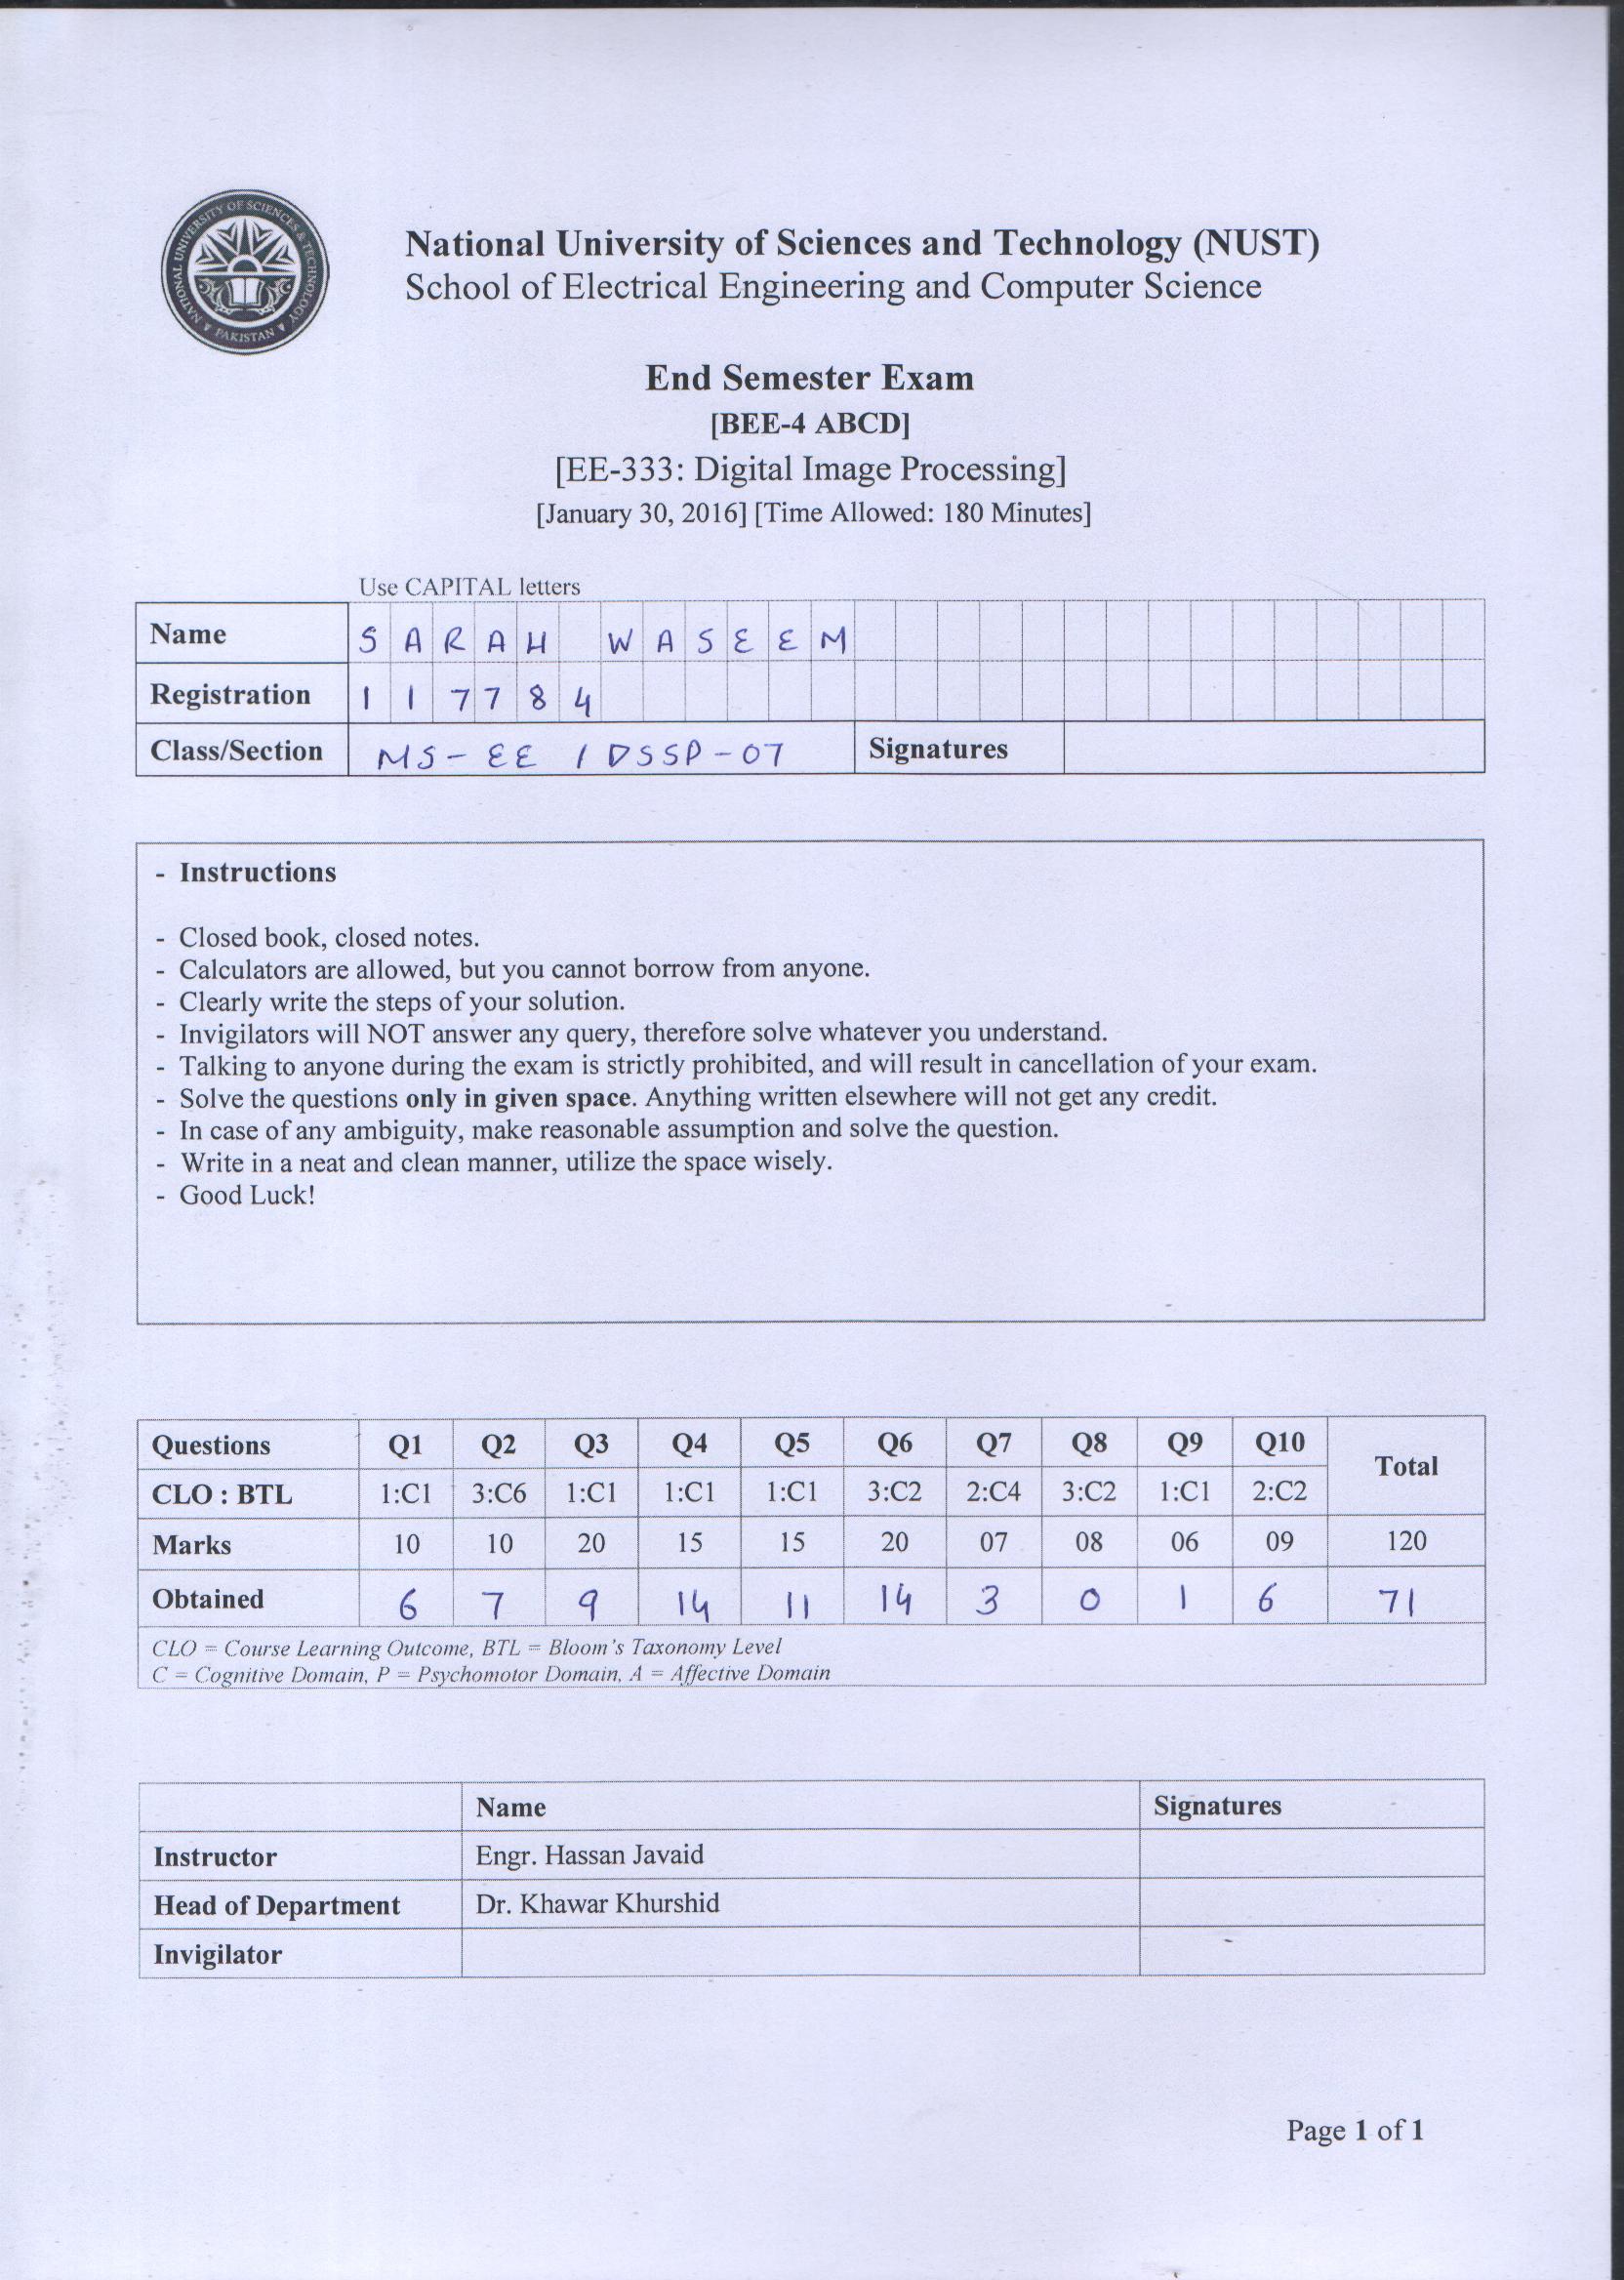 NATIONAL UNIVERSITY OF SCIENCES & TECHNOLOGY
PAKISTAN
National University of Sciences and Technology (NUST)
School of Electrical Engineering and Computer Science
End Semester Exam
[BEE-4 ABCD]
[EE-333: Digital Image Processing]
[January 30, 2016] [Time Allowed: 180 Minutes]
Use CAPITAL letters
Name SARAH WASEEM
Registration 117784
Class/Section MS-EE / DSSP-07 Signatures
- Instructions
- Closed book, closed notes.
- Calculators are allowed, but you cannot borrow from anyone.
- Clearly write the steps of your solution.
- Invigilators will NOT answer any query, therefore solve whatever you understand.
- Talking to anyone during the exam is strictly prohibited, and will result in cancellation of your exam.
- Solve the questions only in given space. Anything written elsewhere will not get any credit.
- In case of any ambiguity, make reasonable assumption and solve the question.
- Write in a neat and clean manner, utilize the space wisely.
- Good Luck!
Questions Q1 Q2 Q3 Q4 Q5 Q6 Q7 Q8 Q9 Q10 Total
CLO : BTL 1:C1 3:C6 1:C1 1:C1 1:C1 3:C2 2:C4 3:C2 1:C1 2:C2
Marks 10 10 20 15 15 20 07 08 06 09 120
Obtained 6 7 9 14 11 14 3 0 1 6 71
CLO = Course Learning Outcome, BTL = Bloom's Taxonomy Level
C = Cognitive Domain, P = Psychomotor Domain, A = Affective Domain
Name Signatures
Instructor Engr. Hassan Javaid
Head of Department Dr. Khawar Khurshid
Invigilator
Page 1 of 1